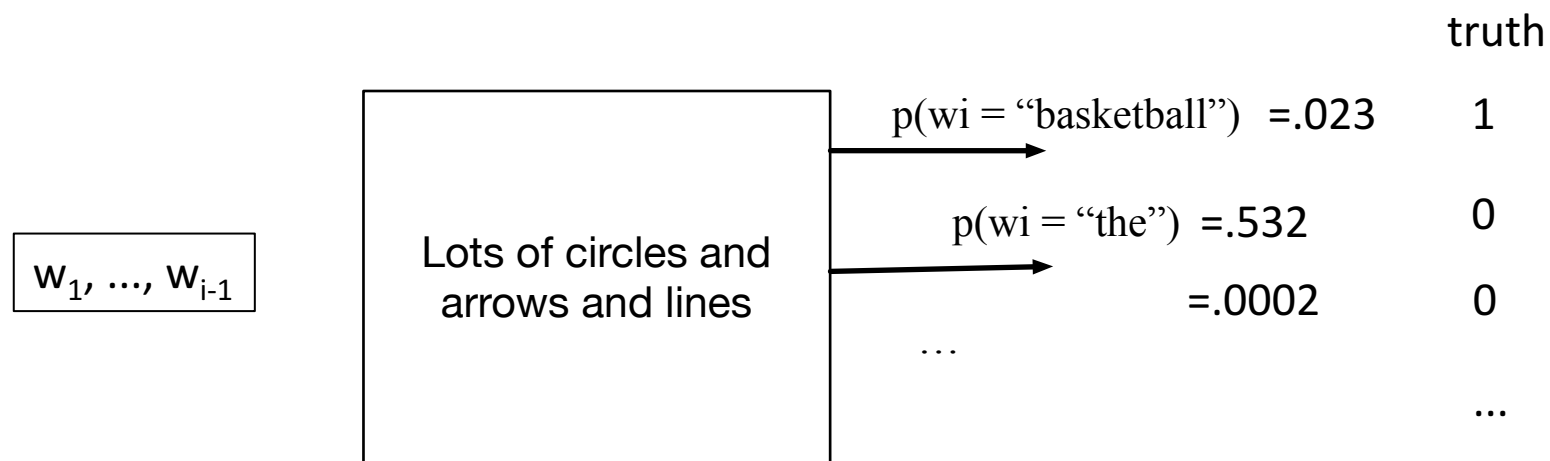 truth
p(wi = “basketball”) =.023 1
p(wi = “the”) =.532 0
w1, ..., wi-1
Lots of circles and
arrows and lines
=.0002 0
...
...